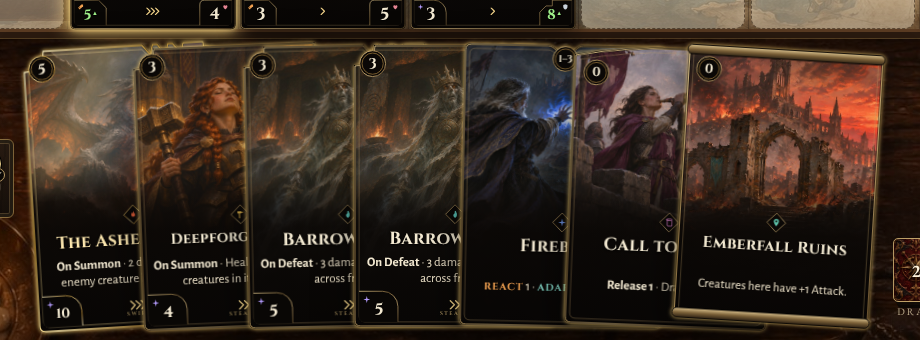 5 4 3 5 3 8
5 3 3 3 1-3 0 0
THE ASHE
On Summon · 2 d
enemy creature
10
DEEPFORG
On Summon · Heal
creatures in it
4
BARROW
On Defeat · 3 dama
across fr
5
BARROW
On Defeat · 3 dama
across fr
5
FIREB
REACT 1 · ADA
CALL TO
Release 1 · Dra
EMBERFALL RUINS
Creatures here have +1 Attack.
2
DRA